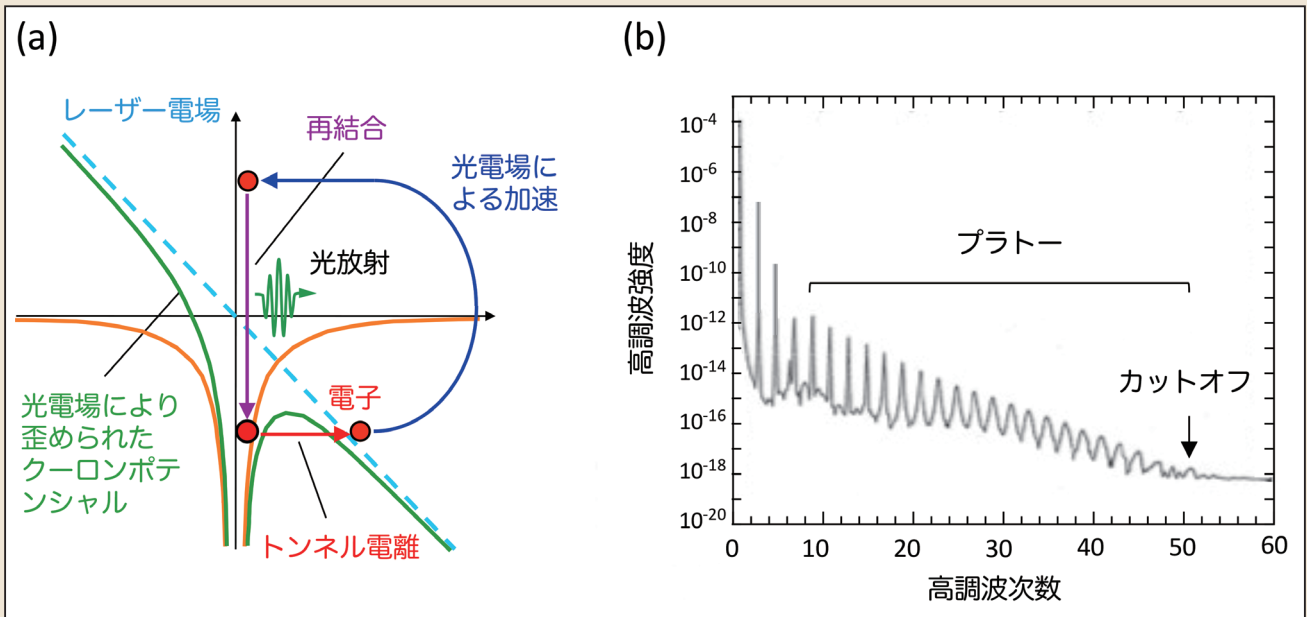 (a)
レーザー電場
再結合
光電場に
よる加速
光放射
電子
光電場により
歪められた
クーロンポテ
ンシャル
トンネル電離
(b)
高調波強度
10-4
10-6
10-8
10-10
10-12
10-14
10-16
10-18
10-20
プラトー
カットオフ
0 10 20 30 40 50 60
高調波次数